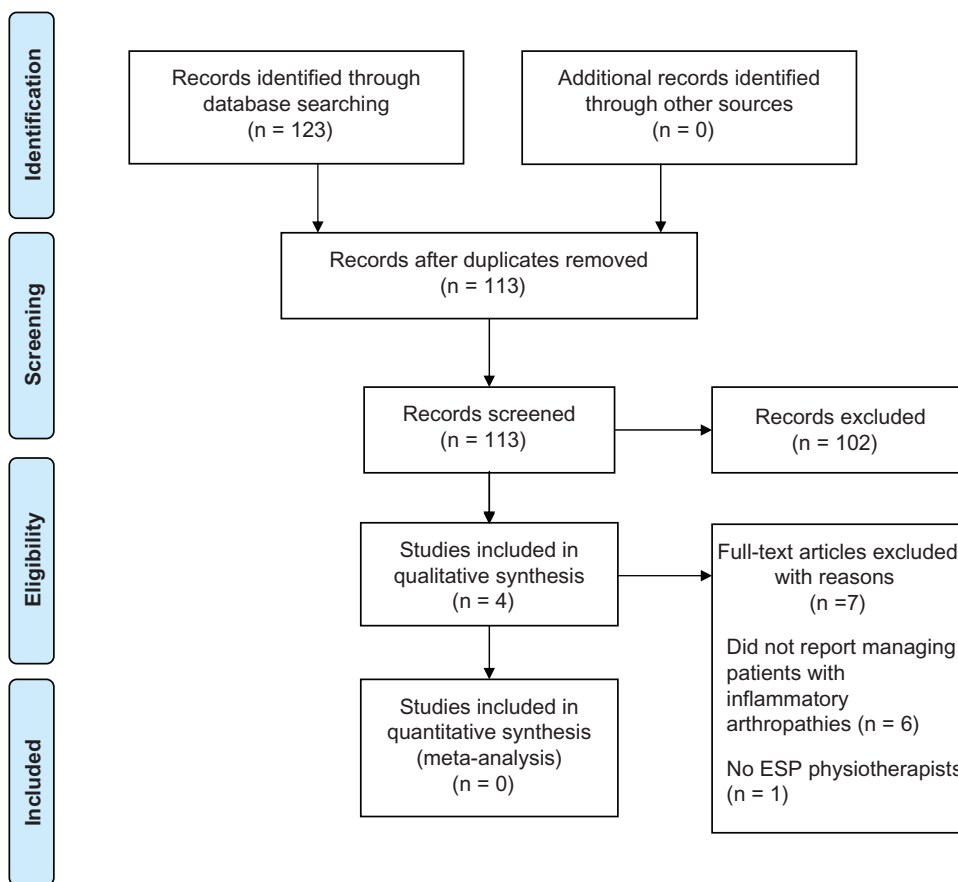 Identification
Records identified through
database searching
(n = 123)
Additional records identified
through other sources
(n = 0)
Screening
Records after duplicates removed
(n = 113)
Records screened
(n = 113)
Records excluded
(n = 102)
Eligibility
Studies included in
qualitative synthesis
(n = 4)
Full-text articles excluded
with reasons
(n =7)
Did not report managing
patients with
inflammatory
arthropathies (n = 6)
No ESP physiotherapists
(n = 1)
Included
Studies included in
quantitative synthesis
(meta-analysis)
(n = 0)